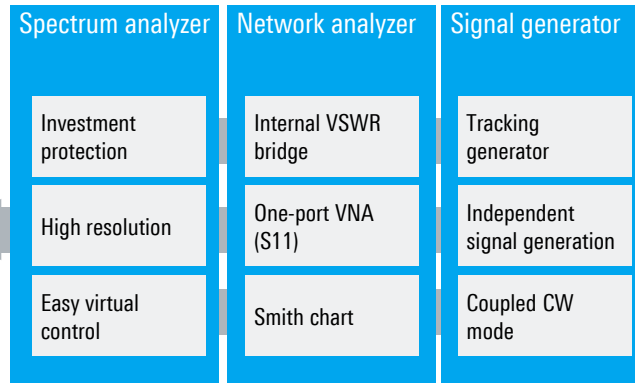 Spectrum analyzer
Investment
protection
High resolution
Easy virtual
control
Network analyzer
Internal VSWR
bridge
One-port VNA
(S11)
Smith chart
Signal generator
Tracking
generator
Independent
signal generation
Coupled CW
mode